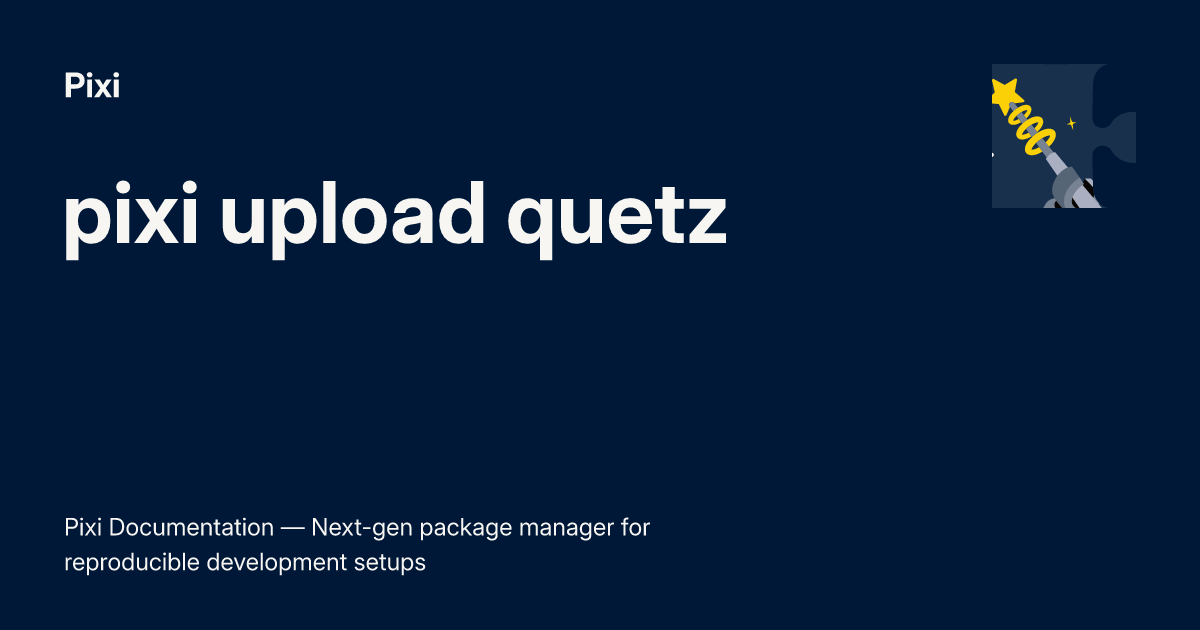 Pixi
pixi upload quetz
Pixi Documentation — Next-gen package manager for
reproducible development setups